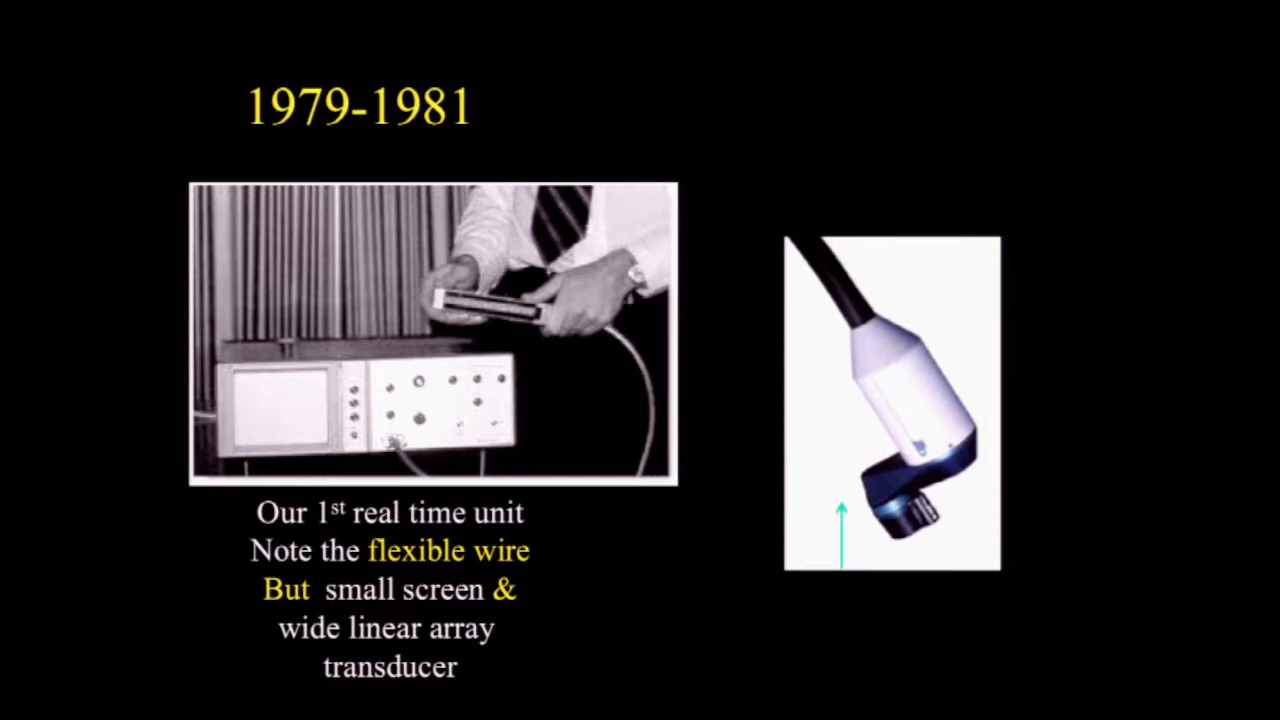 1979-1981
Our 1st real time unit
Note the flexible wire
But small screen &
wide linear array
transducer